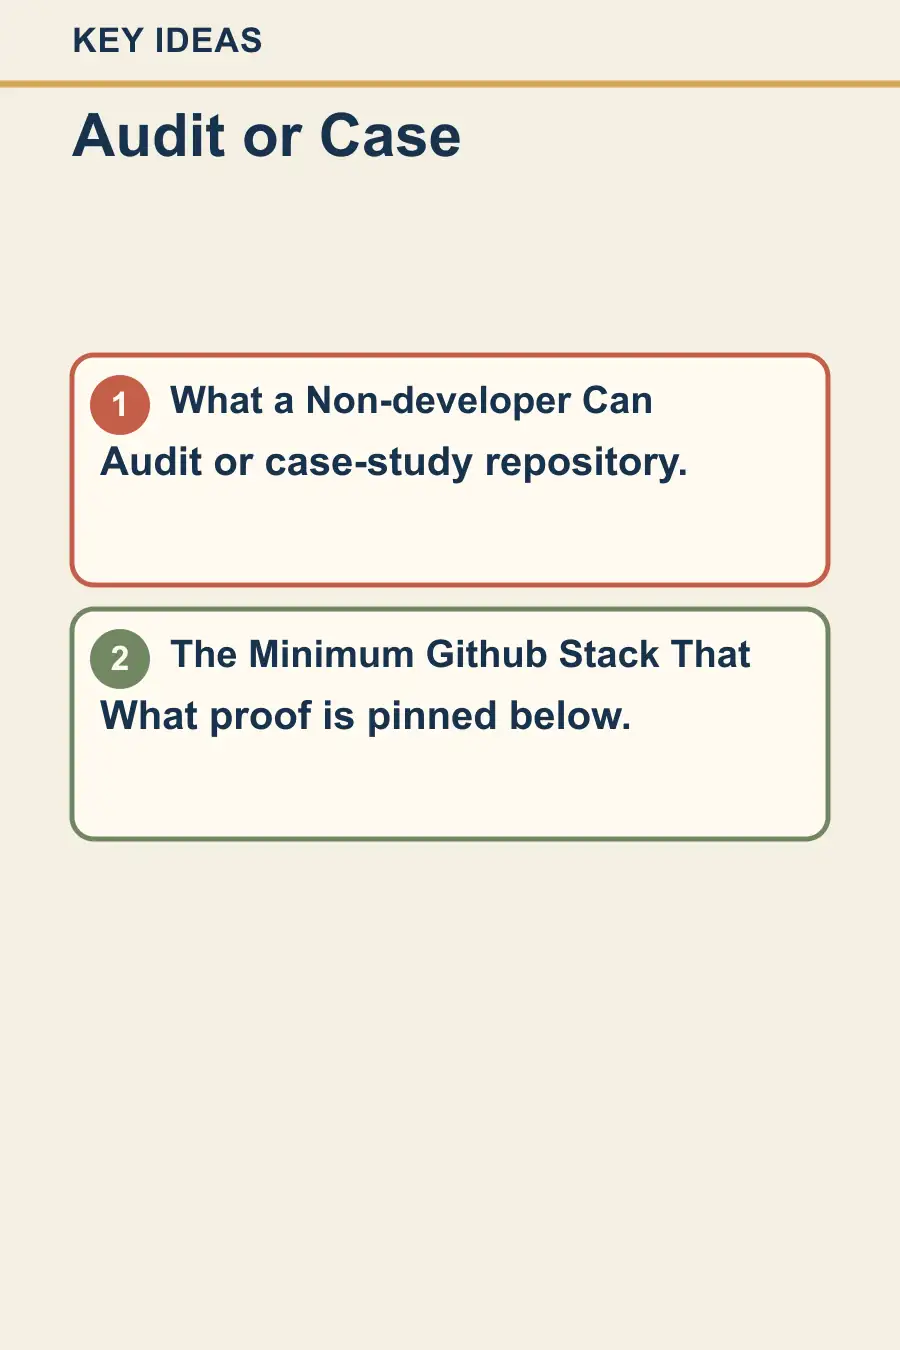 KEY IDEAS
Audit or Case
1 What a Non-developer Can
Audit or case-study repository.
2 The Minimum Github Stack That
What proof is pinned below.